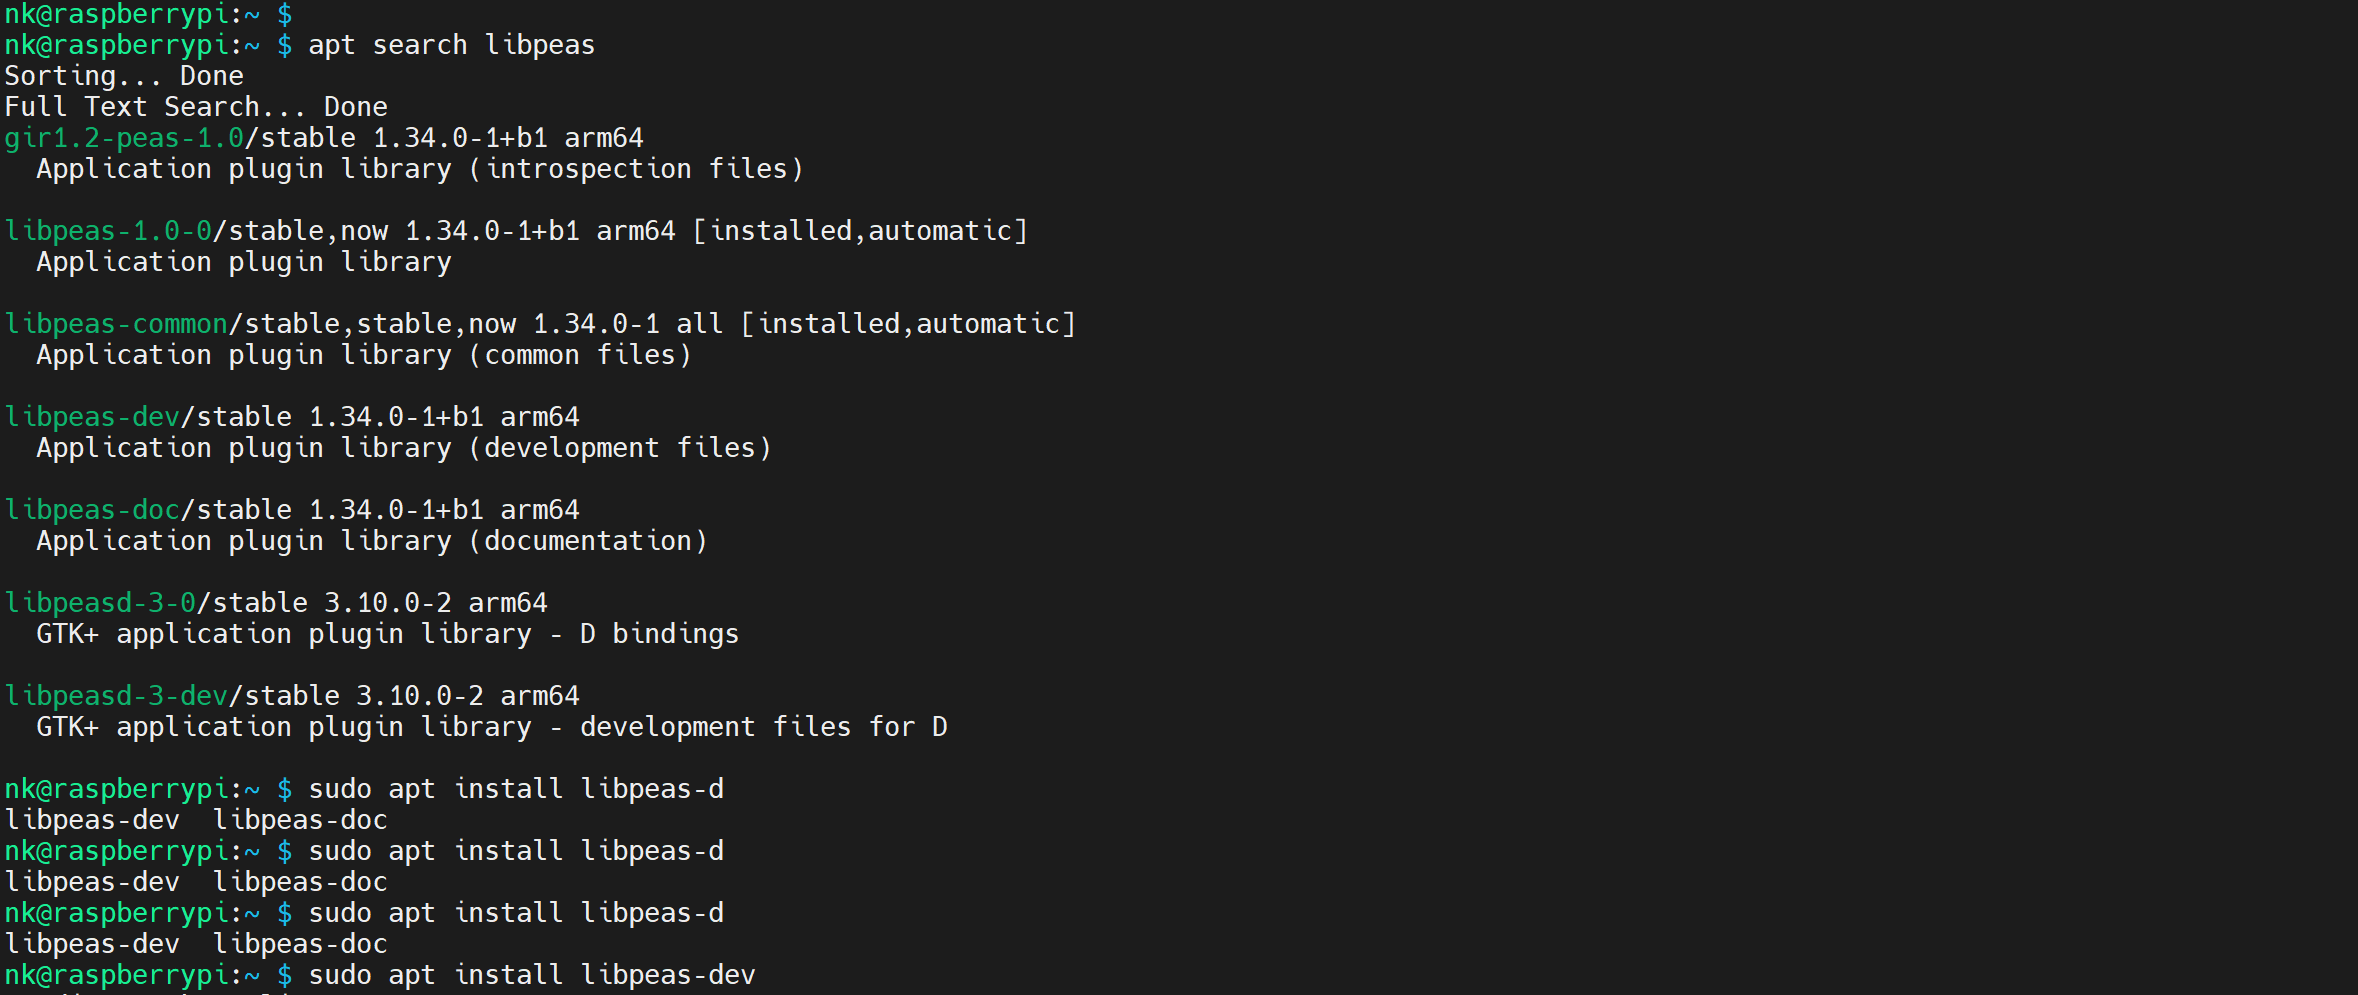 nk@raspberrypi:~ $
nk@raspberrypi:~ $ apt search libpeas
Sorting... Done
Full Text Search... Done
gir1.2-peas-1.0/stable 1.34.0-1+b1 arm64
  Application plugin library (introspection files)

libpeas-1.0-0/stable,now 1.34.0-1+b1 arm64 [installed,automatic]
  Application plugin library

libpeas-common/stable,stable,now 1.34.0-1 all [installed,automatic]
  Application plugin library (common files)

libpeas-dev/stable 1.34.0-1+b1 arm64
  Application plugin library (development files)

libpeas-doc/stable 1.34.0-1+b1 arm64
  Application plugin library (documentation)

libpeasd-3-0/stable 3.10.0-2 arm64
  GTK+ application plugin library - D bindings

libpeasd-3-dev/stable 3.10.0-2 arm64
  GTK+ application plugin library - development files for D

nk@raspberrypi:~ $ sudo apt install libpeas-d
libpeas-dev  libpeas-doc
nk@raspberrypi:~ $ sudo apt install libpeas-d
libpeas-dev  libpeas-doc
nk@raspberrypi:~ $ sudo apt install libpeas-d
libpeas-dev  libpeas-doc
nk@raspberrypi:~ $ sudo apt install libpeas-dev